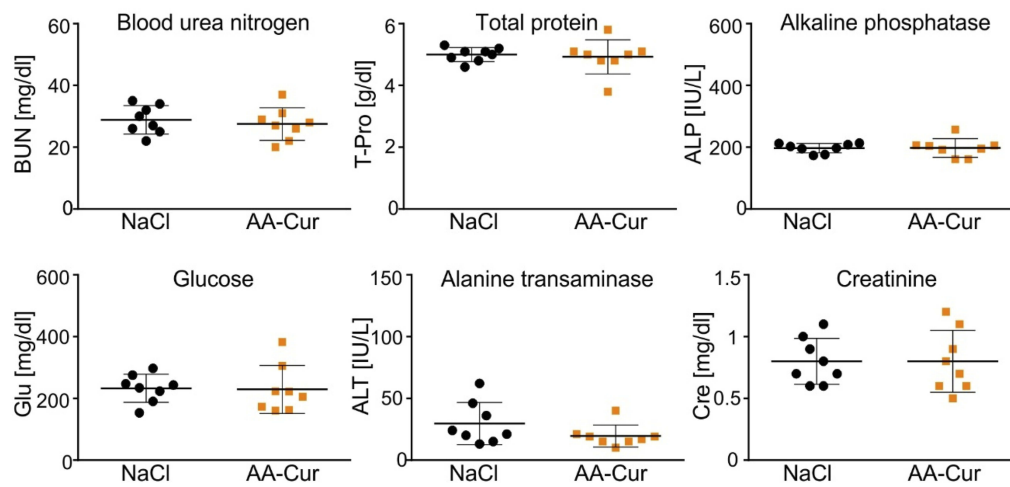 Blood urea nitrogen
60
40
20
0
BUN [mg/dl]
NaCl
AA-Cur
Total protein
6
4
2
0
T-Pro [g/dl]
NaCl
AA-Cur
Alkaline phosphatase
600
400
200
0
ALP [IU/L]
NaCl
AA-Cur
Glucose
600
400
200
0
Glu [mg/dl]
NaCl
AA-Cur
Alanine transaminase
150
100
50
0
ALT [IU/L]
NaCl
AA-Cur
Creatinine
1.5
1
0.5
0
Cre [mg/dl]
NaCl
AA-Cur